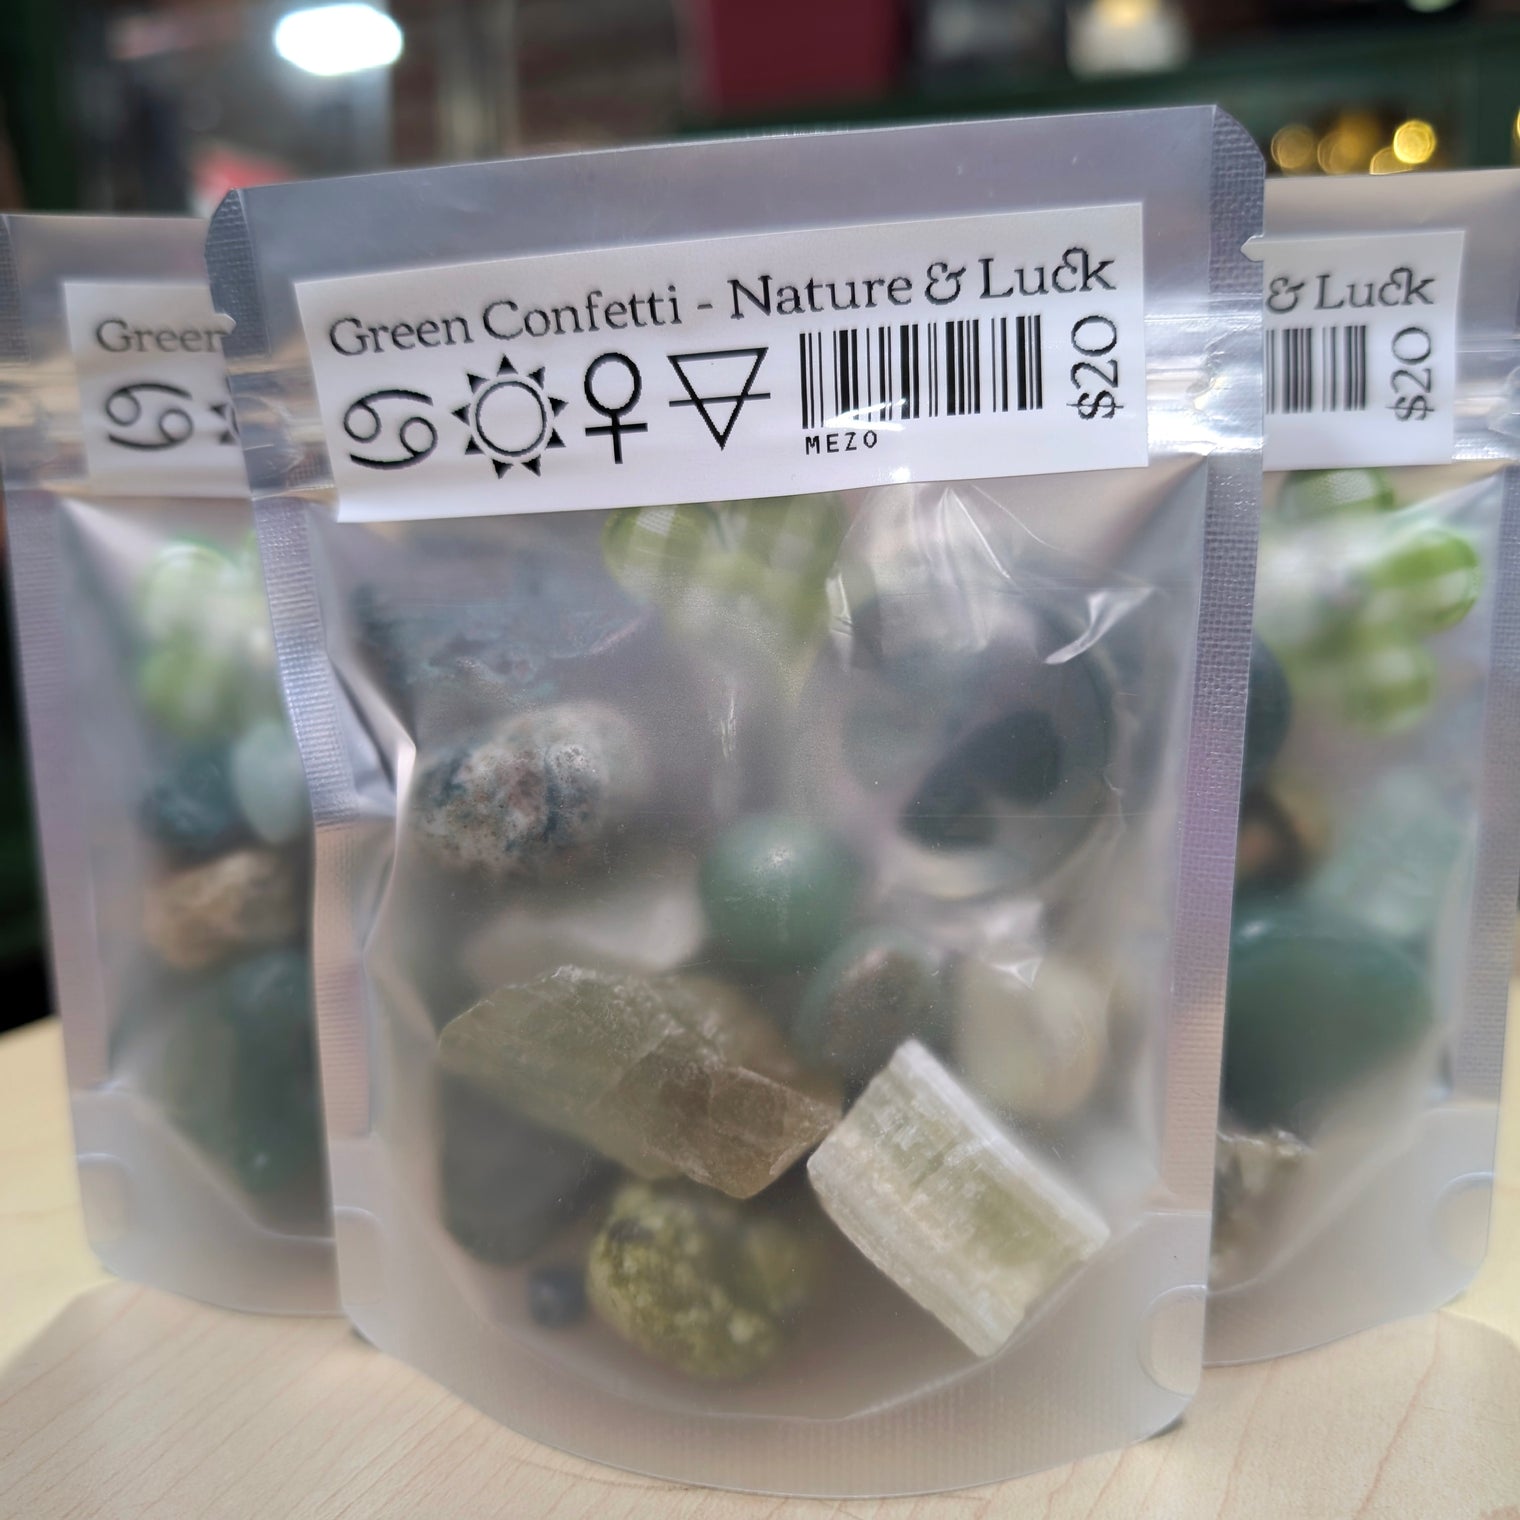 Green Confetti - Nature & Luck
MEZO
$20
Green
& Luck
$20